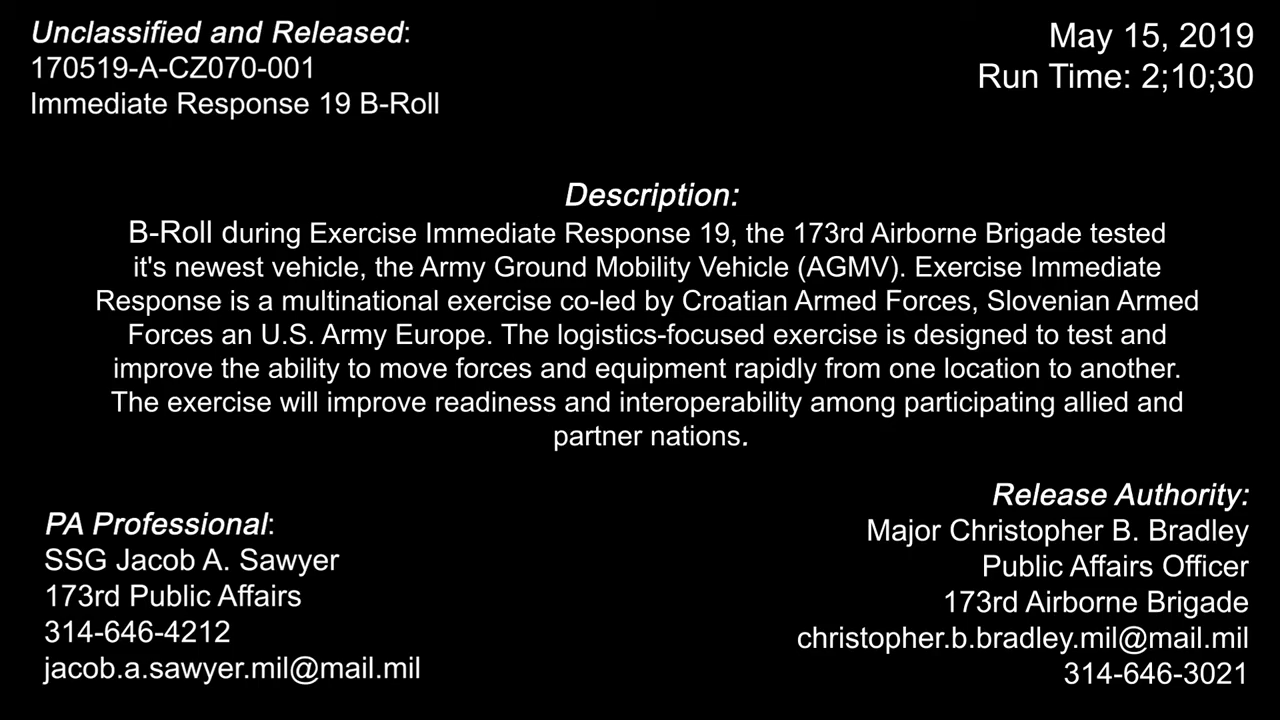 Unclassified and Released:
170519-A-CZ070-001
Immediate Response 19 B-Roll
May 15, 2019
Run Time: 2;10;30
Description:
B-Roll during Exercise Immediate Response 19, the 173rd Airborne Brigade tested
it's newest vehicle, the Army Ground Mobility Vehicle (AGMV). Exercise Immediate
Response is a multinational exercise co-led by Croatian Armed Forces, Slovenian Armed
Forces an U.S. Army Europe. The logistics-focused exercise is designed to test and
improve the ability to move forces and equipment rapidly from one location to another.
The exercise will improve readiness and interoperability among participating allied and
partner nations.
PA Professional:
SSG Jacob A. Sawyer
173rd Public Affairs
314-646-4212
jacob.a.sawyer.mil@mail.mil
Release Authority:
Major Christopher B. Bradley
Public Affairs Officer
173rd Airborne Brigade
christopher.b.bradley.mil@mail.mil
314-646-3021